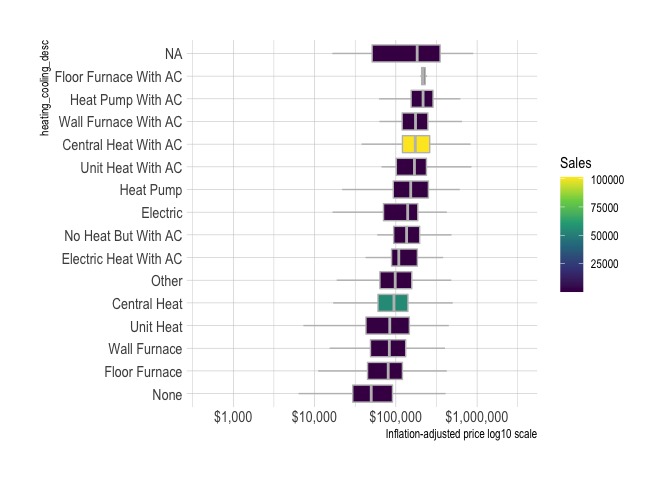 heating_cooling_desc
NA
Floor Furnace With AC
Heat Pump With AC
Wall Furnace With AC
Central Heat With AC
Unit Heat With AC
Heat Pump
Electric
No Heat But With AC
Electric Heat With AC
Other
Central Heat
Unit Heat
Wall Furnace
Floor Furnace
None
$1,000
$10,000
$100,000
$1,000,000
Inflation-adjusted price log10 scale
Sales
100000
75000
50000
25000